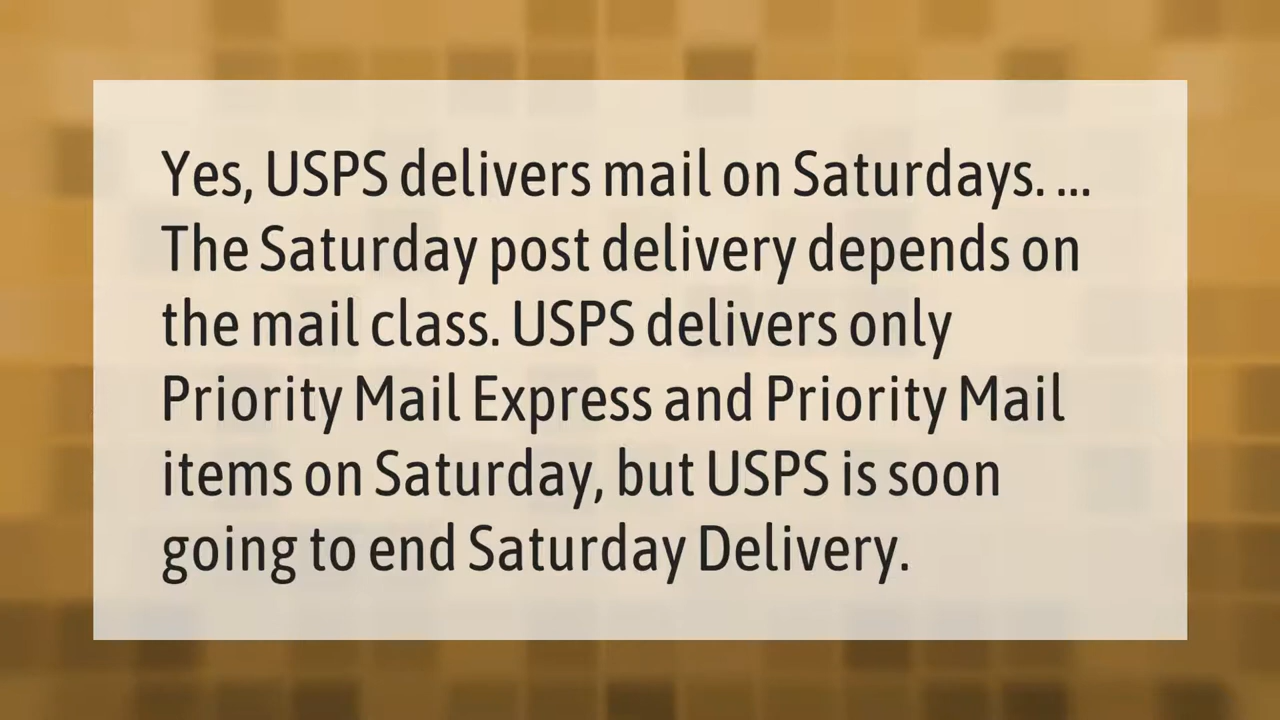 Yes, USPS delivers mail on Saturdays. ...
The Saturday post delivery depends on
the mail class. USPS delivers only
Priority Mail Express and Priority Mail
items on Saturday, but USPS is soon
going to end Saturday Delivery.